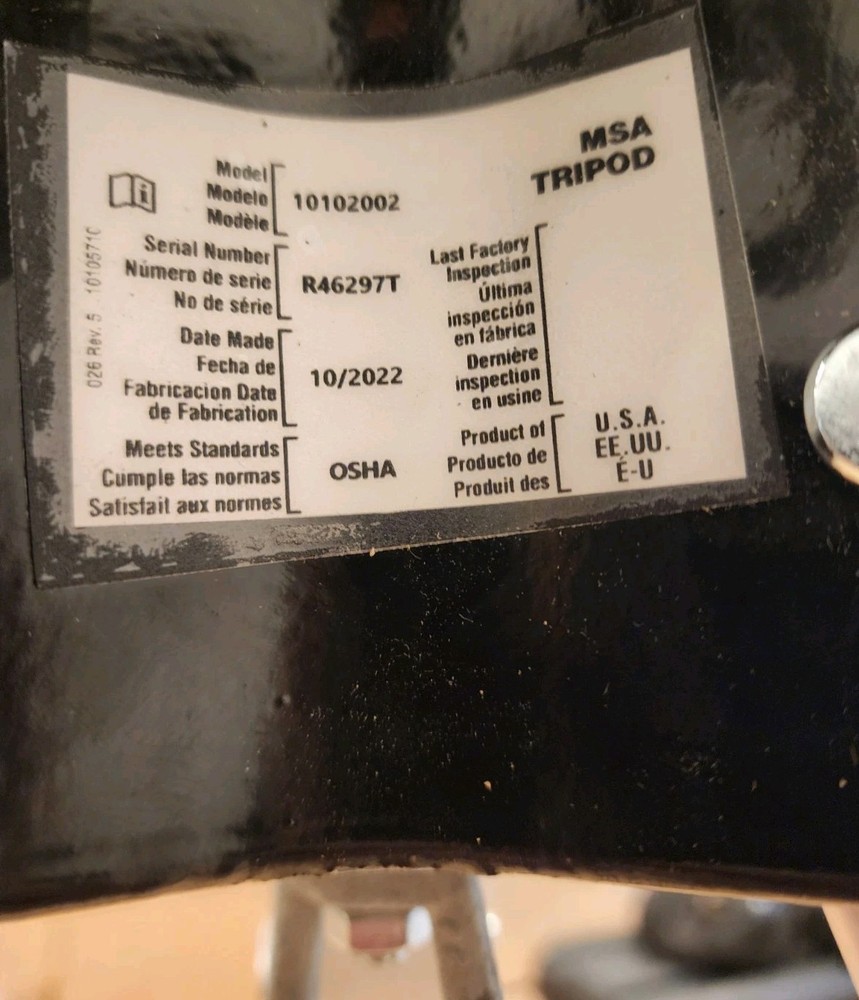 MSA
TRIPOD
Model
Modelo
Modèle
10102002
Serial Number
Número de serie
No de série
R46297T
Date Made
Fecha de
Fabricacion Date
de Fabrication
10/2022
Meets Standards
Cumple las normas
Satisfait aux normes
OSHA
Last Factory
Inspection
Última
inspección
en fábrica
Dernière
inspection
en usine
Product of
Producto de
Produit des
U.S.A.
EE.UU.
É-U
026 Rev. 5